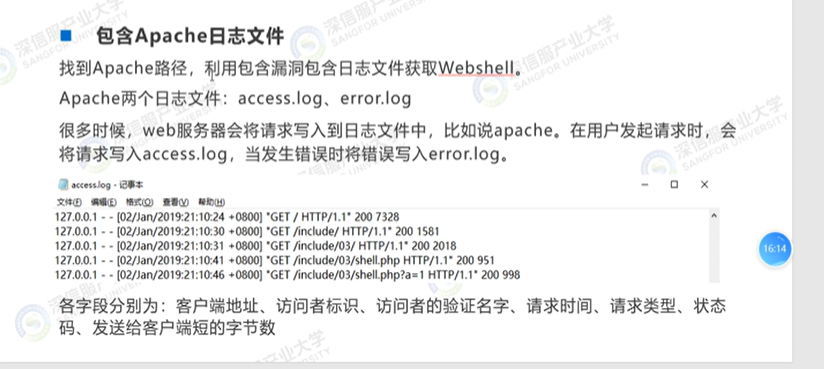 包含Apache日志文件
找到Apache路径，利用包含漏洞包含日志文件获取Webshell。
Apache两个日志文件：access.log、error.log
很多时候，web服务器会将请求写入到日志文件中，比如说apache。在用户发起请求时，会
将请求写入access.log，当发生错误时将错误写入error.log。
access.log - 记事本
文件(F) 编辑(E) 格式(O) 查看(V) 帮助(H)
127.0.0.1 - - [02/Jan/2019:21:10:24 +0800] "GET / HTTP/1.1" 200 7328
127.0.0.1 - - [02/Jan/2019:21:10:30 +0800] "GET /include/ HTTP/1.1" 200 1581
127.0.0.1 - - [02/Jan/2019:21:10:31 +0800] "GET /include/03/ HTTP/1.1" 200 2018
127.0.0.1 - - [02/Jan/2019:21:10:41 +0800] "GET /include/03/shell.php HTTP/1.1" 200 951
127.0.0.1 - - [02/Jan/2019:21:10:46 +0800] "GET /include/03/shell.php?a=1 HTTP/1.1" 200 998
16:14
各字段分别为：客户端地址、访问者标识、访问者的验证名字、请求时间、请求类型、状态
码、发送给客户端短的字节数
深信服产业大学
SANGFOR UNIVERSITY